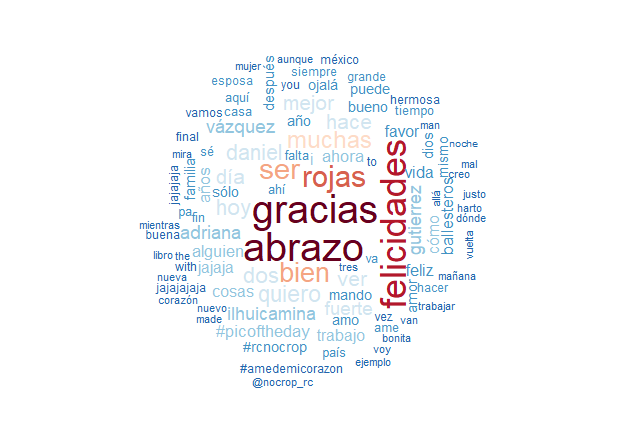 mujer
aunque
méxico
después
siempre
grande
esposa
you
ojalá
puede
aquí
mejor
bueno
hermosa
vamos
casa
año
hace
tiempo
vázquez
muchas
favor
man
final
dios
noche
mira
sé
daniel
falta
i
ahora
to
mismo
mal
creo
jajajaja
familia
día
ser
rojas
vida
años
sólo
ahí
felicidades
gutierrez
ballesteros
alla
justo
pa
fin
hoy
gracias
cómo
harto
dónde
mientras
buena
adriana
abrazo
vuelta
libro
the
alguien
va
with
jajaja
dos
bien
tres
ver
feliz
mañana
nueva
amor
hacer
jajajajaja
cosas
quiero
mando
corazón
nuevo
made
ilhuicamina
fuerte
amo
vez
van
trabajar
#picoftheday
trabajo
ame
bonita
#rcnocrop
país
voy
ejemplo
#amedemicorazon
@nocrop_rc